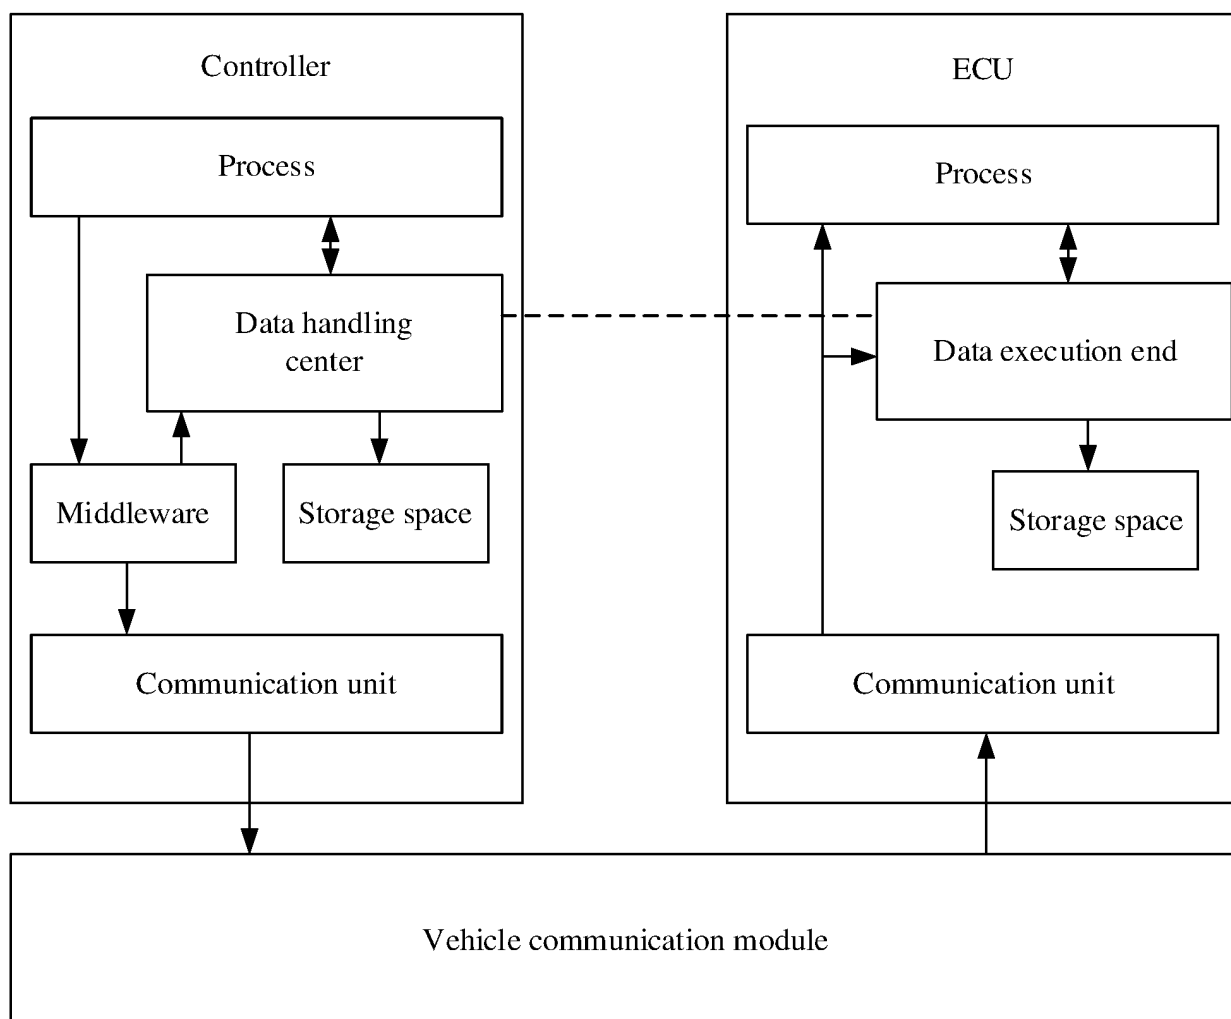 Controller
Process
Data handling
center
Middleware
Storage space
Communication unit
ECU
Process
Data execution end
Storage space
Communication unit
Vehicle communication module